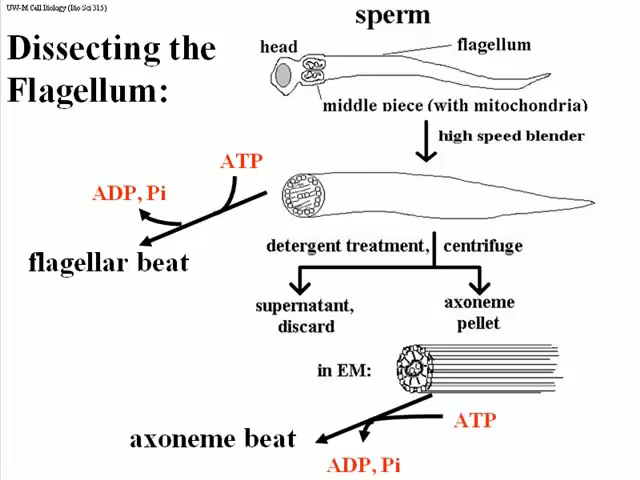 UW-M Cell Biology (Bio Sci 315)
sperm
Dissecting the
Flagellum:
head
flagellum
middle piece (with mitochondria)
high speed blender
ATP
ADP, Pi
flagellar beat
detergent treatment, centrifuge
supernatant,
discard
axoneme
pellet
in EM:
ATP
axoneme beat
ADP, Pi